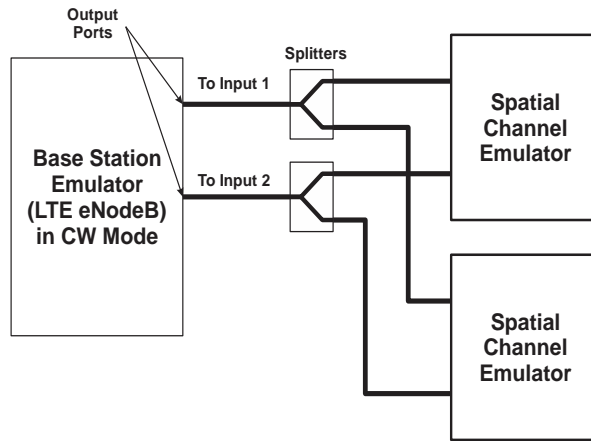 Output
Ports
Splitters
To Input 1
To Input 2
Base Station
Emulator
(LTE eNodeB)
in CW Mode
Spatial
Channel
Emulator
Spatial
Channel
Emulator